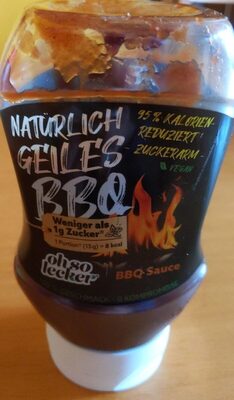 NATÜRLICH
GEILES
BBQ
95% KALORIEN-
REDUZIERT
ZUCKERARM -
& VEGAN
Weniger als
1g Zucker*
1 Portion** (15g) = 8 kcal
oh so
lecker
BBQ-Sauce